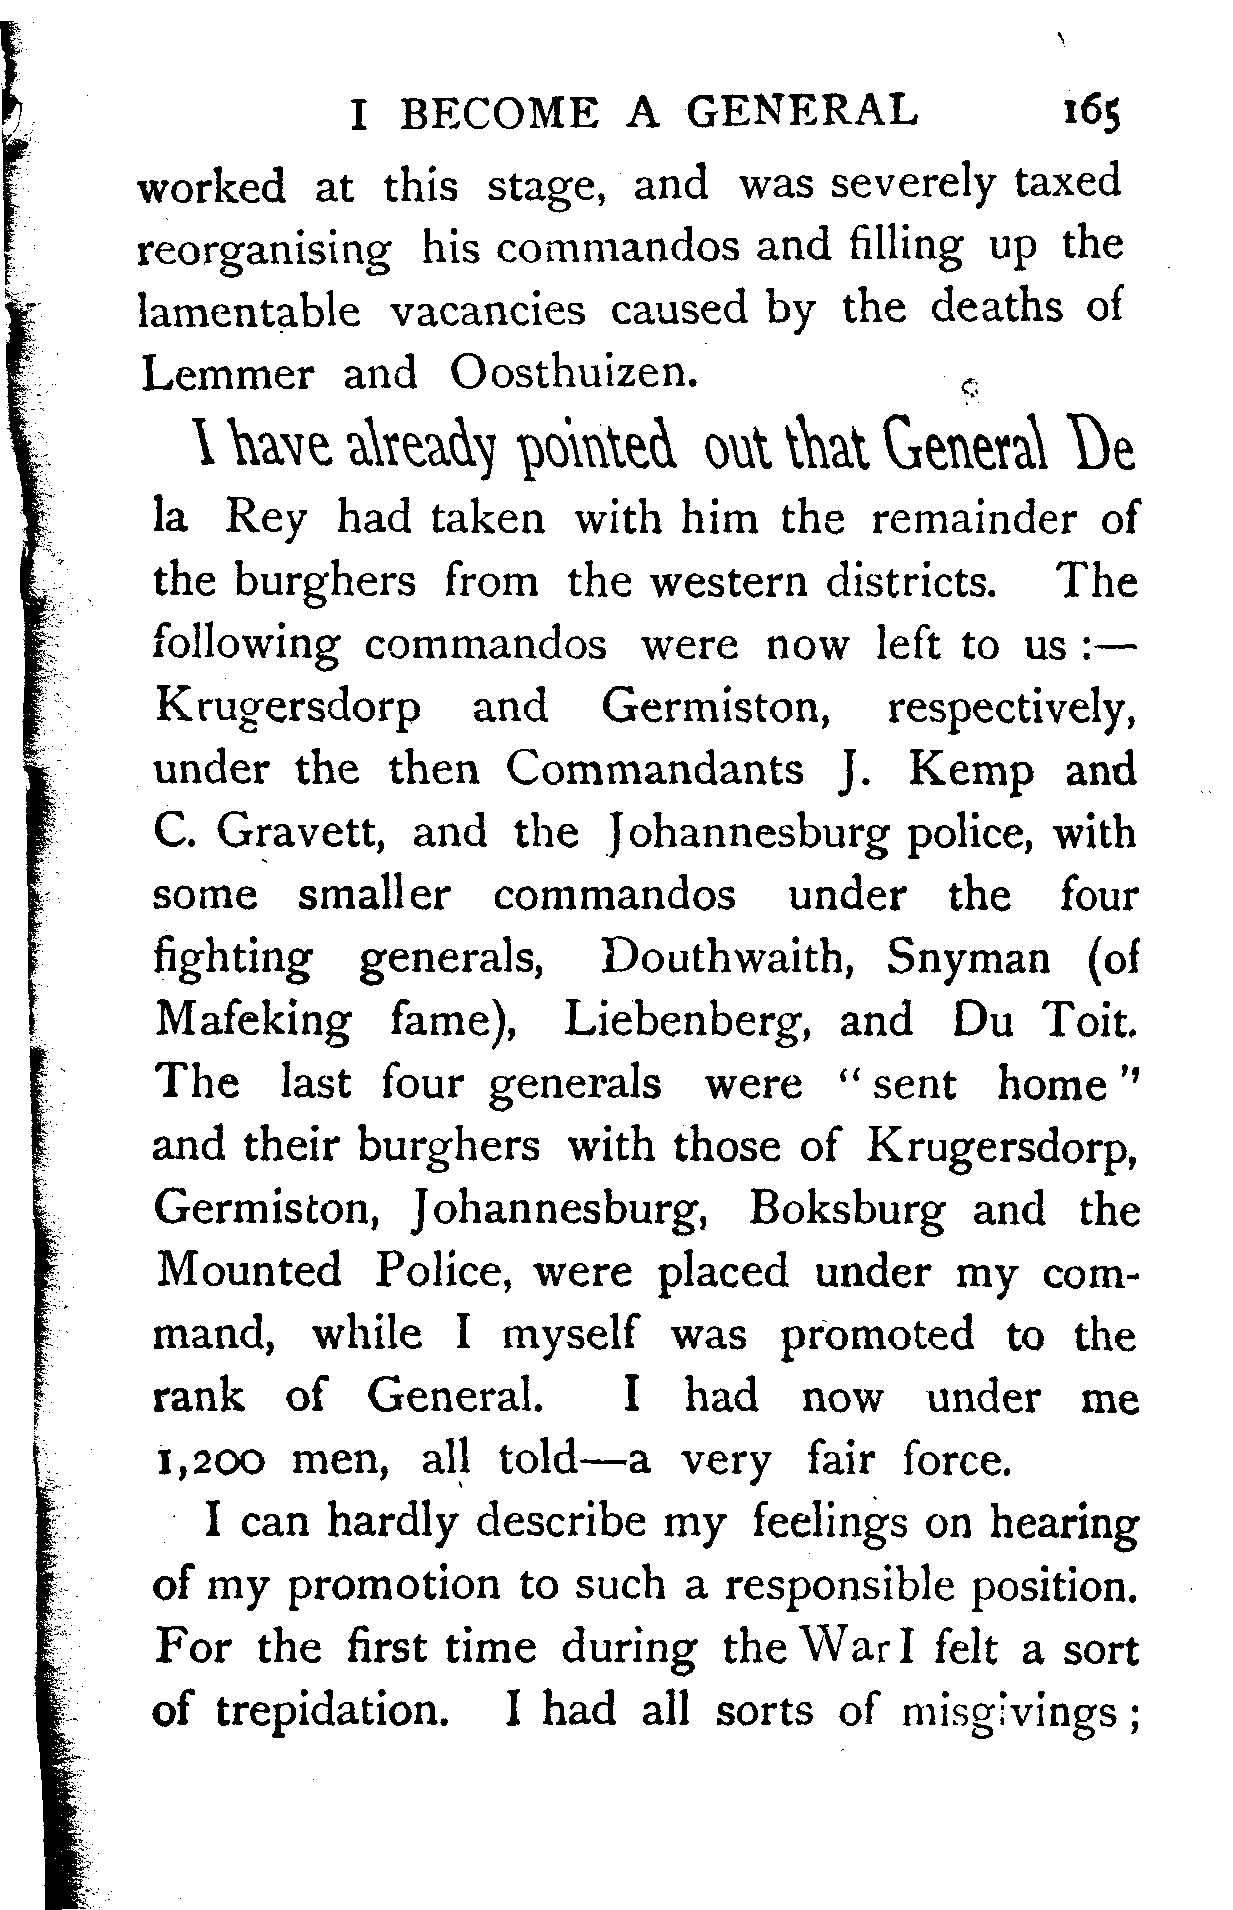 I BECOME A GENERAL 165
worked at this stage, and was severely taxed
reorganising his commandos and filling up the
lamentable vacancies caused by the deaths of
Lemmer and Oosthuizen.
I have already pointed out that General De
la Rey had taken with him the remainder of
the burghers from the western districts. The
following commandos were now left to us :—
Krugersdorp and Germiston, respectively,
under the then Commandants J. Kemp and
C. Gravett, and the Johannesburg police, with
some smaller commandos under the four
fighting generals, Douthwaith, Snyman (of
Mafeking fame), Liebenberg, and Du Toit.
The last four generals were “ sent home ”
and their burghers with those of Krugersdorp,
Germiston, Johannesburg, Boksburg and the
Mounted Police, were placed under my com-
mand, while I myself was promoted to the
rank of General. I had now under me
1,200 men, all told—a very fair force.
I can hardly describe my feelings on hearing
of my promotion to such a responsible position.
For the first time during the War I felt a sort
of trepidation. I had all sorts of misgivings ;